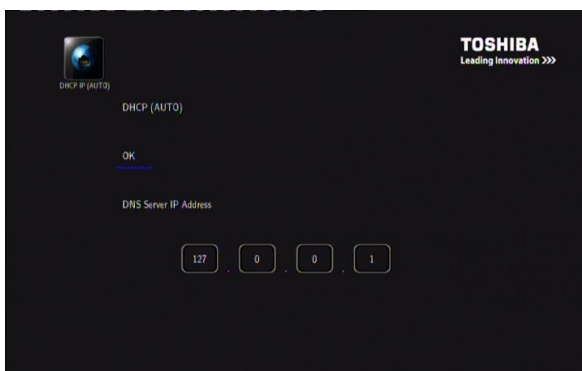 TOSHIBA
Leading Innovation >>>
DHCP IP (AUTO)
DHCP (AUTO)
OK
DNS Server IP Address
127 . 0 . 0 . 1